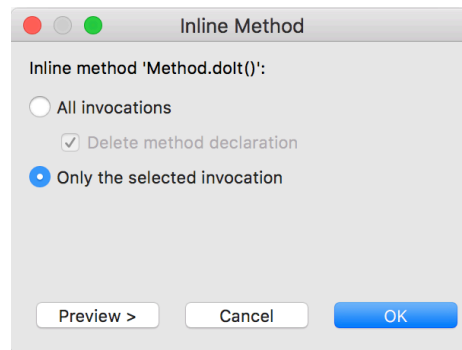 Inline Method
Inline method 'Method.doIt()':
All invocations
Delete method declaration
Only the selected invocation
Preview >
Cancel
OK